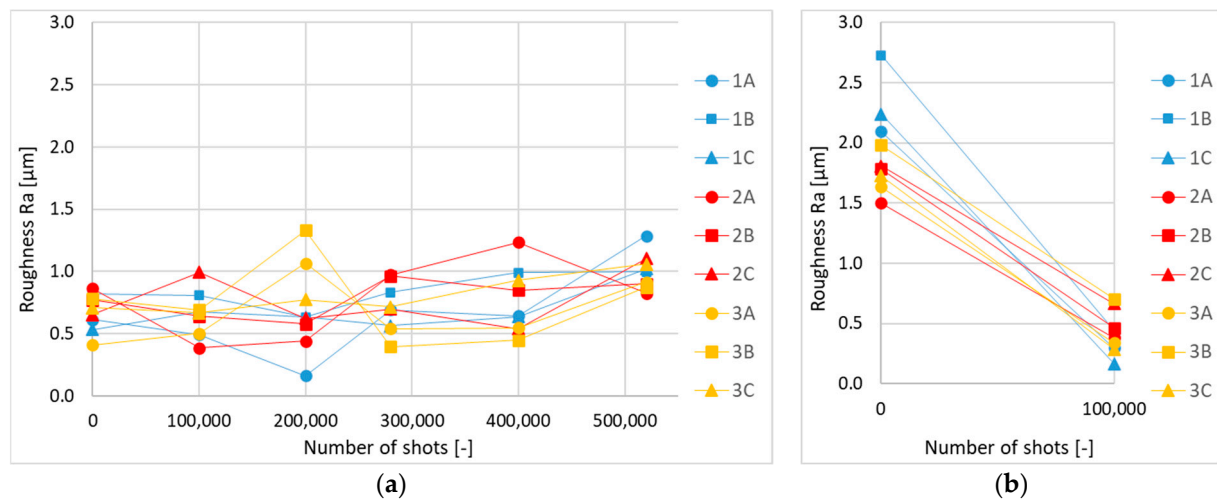 3.0
2.5
2.0
1.5
1.0
0.5
0.0
Roughness Ra [µm]
0
100,000
200,000
300,000
400,000
500,000
Number of shots [-]
1A
1B
1C
2A
2B
2C
3A
3B
3C
(a)
3.0
2.5
2.0
1.5
1.0
0.5
0.0
Roughness Ra [µm]
0
100,000
Number of shots [-]
1A
1B
1C
2A
2B
2C
3A
3B
3C
(b)